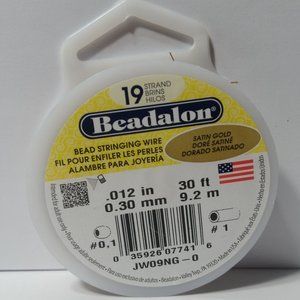 19 STRAND
BRINS
HILOS
Beadalon®
BEAD STRINGING WIRE
FIL POUR ENFILER LES PERLES
ALAMBRE PARA JOYERÍA
SATIN GOLD
DORÉ SATINÉ
DORADO SATINADO
.012 in 30 ft
0.30 mm 9.2 m
#0,1
# 1
0 35926 07741 6
JW09NG-0